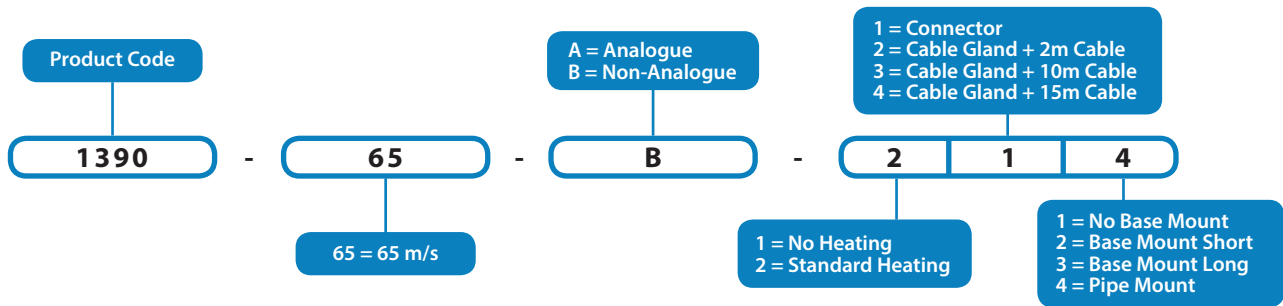 Product Code
A = Analogue
B = Non-Analogue
1 = Connector
2 = Cable Gland + 2m Cable
3 = Cable Gland + 10m Cable
4 = Cable Gland + 15m Cable
1390 - 65 - B - 2 1 4
65 = 65 m/s
1 = No Heating
2 = Standard Heating
1 = No Base Mount
2 = Base Mount Short
3 = Base Mount Long
4 = Pipe Mount